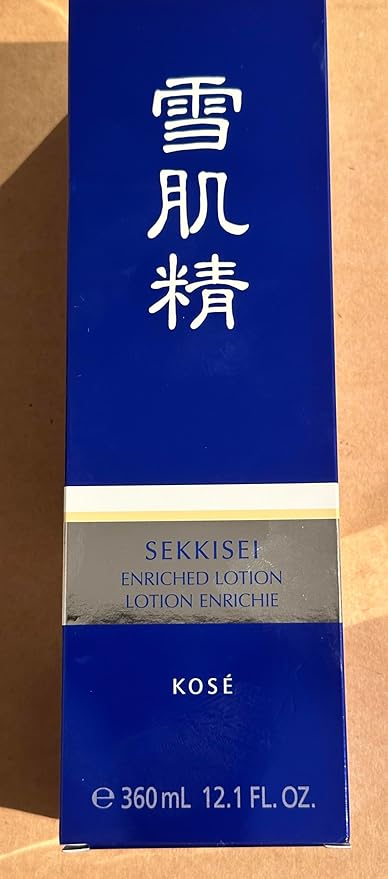 雪肌精
SEKKISEI
ENRICHED LOTION
LOTION ENRICHIE
KOSÉ
℮ 360 mL 12.1 FL. OZ.